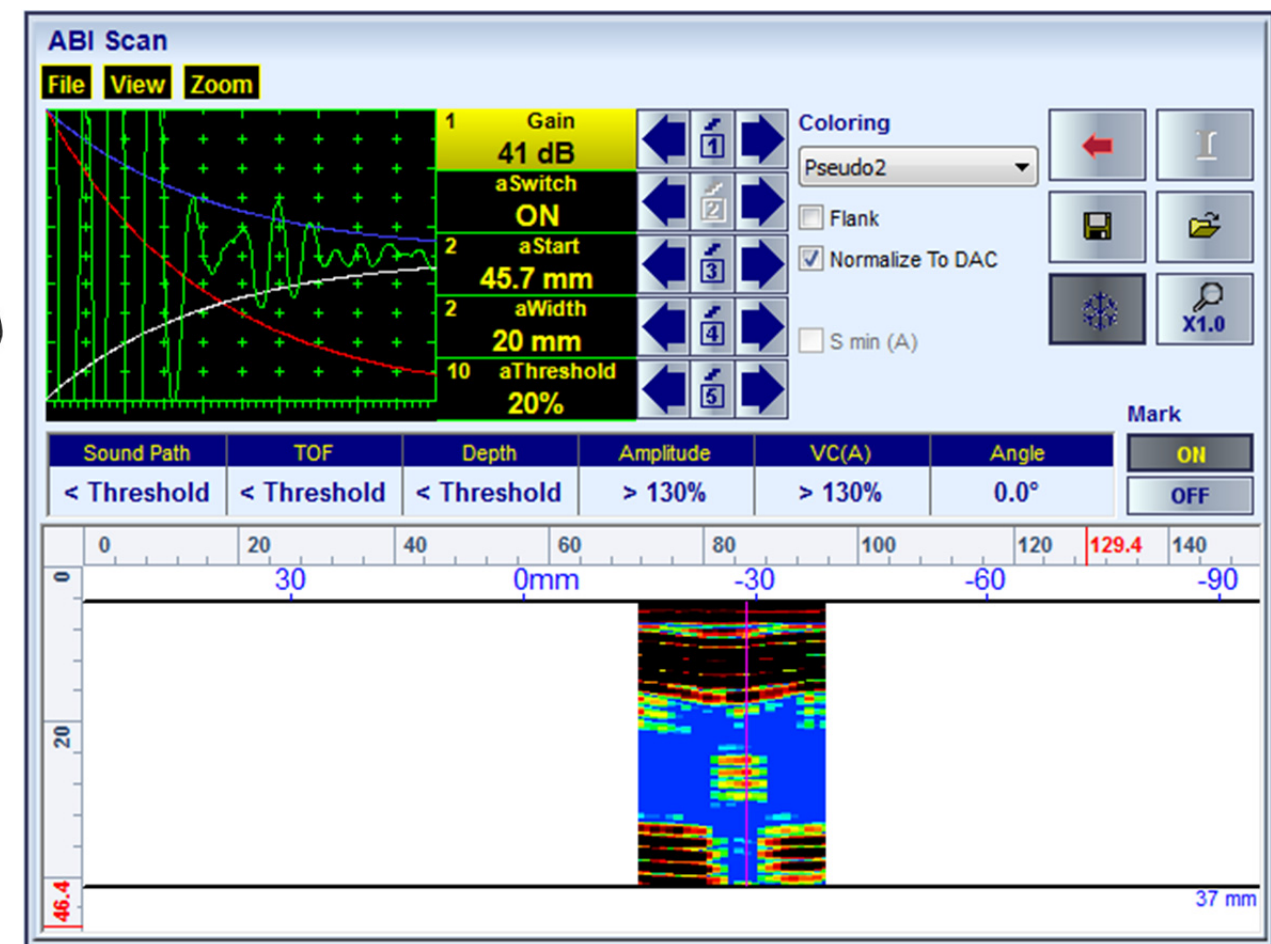 ABI Scan
File View Zoom
1 Gain
41 dB
aSwitch
ON
2 aStart
45.7 mm
2 aWidth
20 mm
10 aThreshold
20%
1
2
3
4
5
Coloring
Pseudo2
Flank
Normalize To DAC
S min (A)
X1.0
Mark
ON
OFF
Sound Path TOF Depth Amplitude VC(A) Angle
< Threshold < Threshold < Threshold > 130% > 130% 0.0°
0 20 40 60 80 100 120 129.4 140
30 0mm -30 -60 -90
0
20
46.4
37 mm